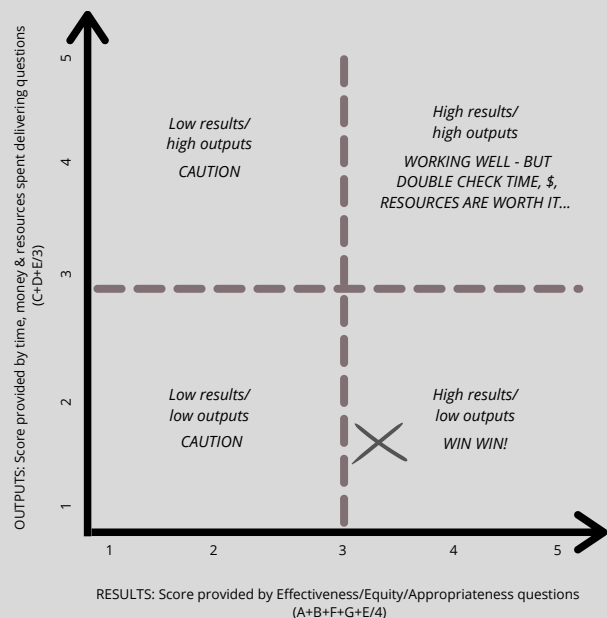 OUTPUTS: Score provided by time, money & resources spent delivering questions
(C+D+E/3)
5
4
3
2
1
Low results/
high outputs
CAUTION
High results/
high outputs
WORKING WELL - BUT
DOUBLE CHECK TIME, $,
RESOURCES ARE WORTH IT...
Low results/
low outputs
CAUTION
High results/
low outputs
WIN WIN!
1 2 3 4 5
RESULTS: Score provided by Effectiveness/Equity/Appropriateness questions
(A+B+F+G+E/4)